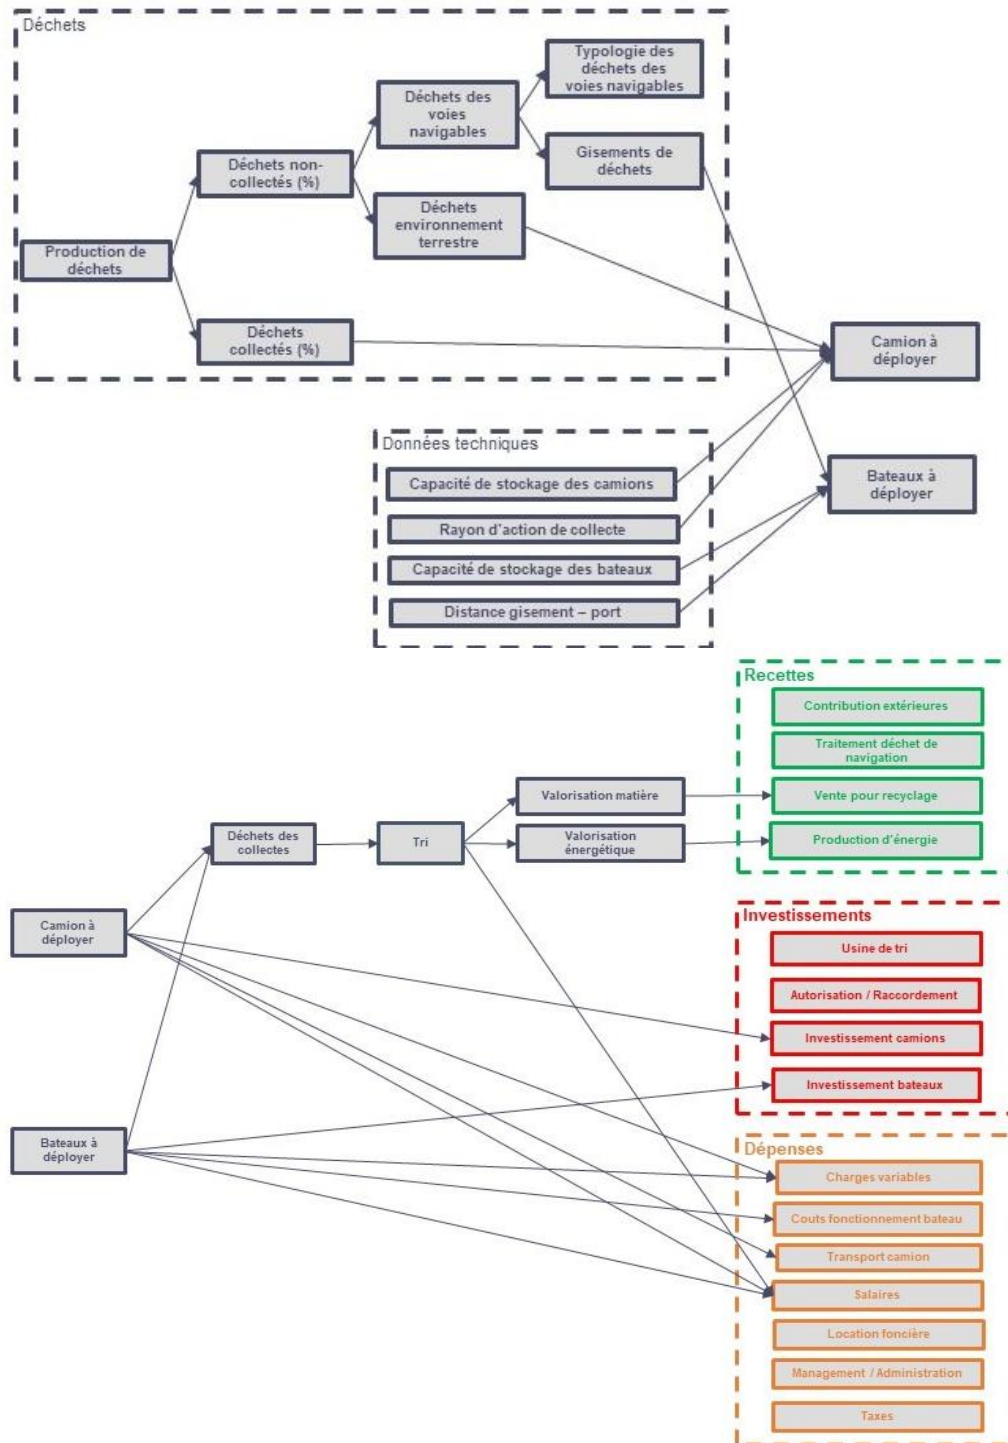 Déchets
Typologie des
déchets des
voies navigables
Déchets des
voies
navigables
Gisements de
déchets
Déchets non-
collectés (%)
Déchets
environnement
terrestre
Production de
déchets
Déchets
collectés (%)
Camion à
déployer
Données techniques
Capacité de stockage des camions
Rayon d'action de collecte
Capacité de stockage des bateaux
Distance gisement – port
Bateaux à
déployer
Recettes
Contribution extérieures
Traitement déchet de
navigation
Valorisation matière
Vente pour recyclage
Déchets des
collectes
Tri
Valorisation
énergétique
Production d'énergie
Camion à
déployer
Investissements
Usine de tri
Autorisation / Raccordement
Investissement camions
Investissement bateaux
Bateaux à
déployer
Dépenses
Charges variables
Couts fonctionnement bateau
Transport camion
Salaires
Location foncière
Management / Administration
Taxes